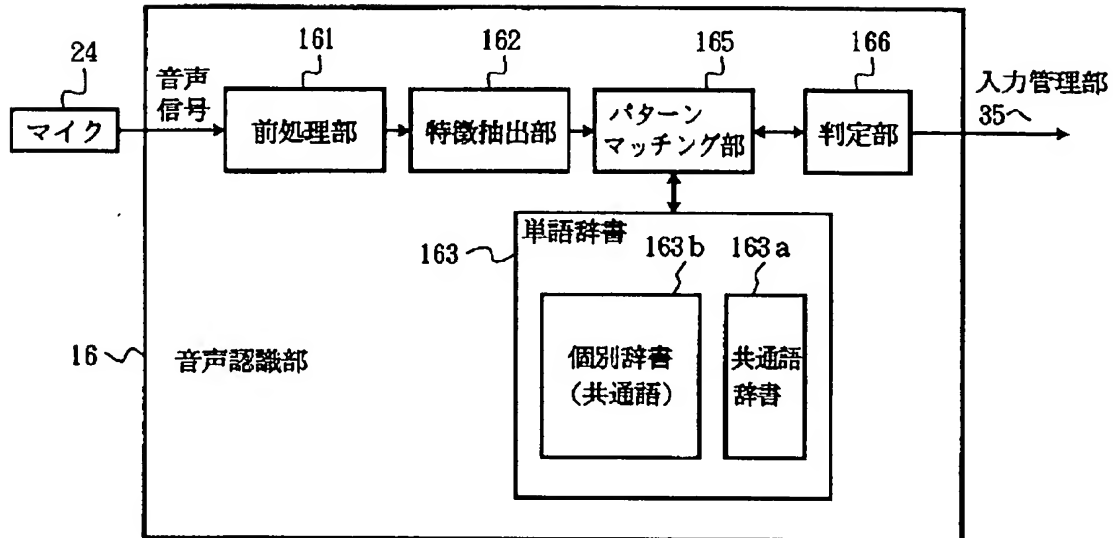 24
161
162
165
166
音声
信号
入力管理部
35へ
マイク
前処理部
特徴抽出部
パターン
マッチング部
判定部
単語辞書
163
163b
163a
個別辞書
(共通語)
共通語
辞書
16
音声認識部